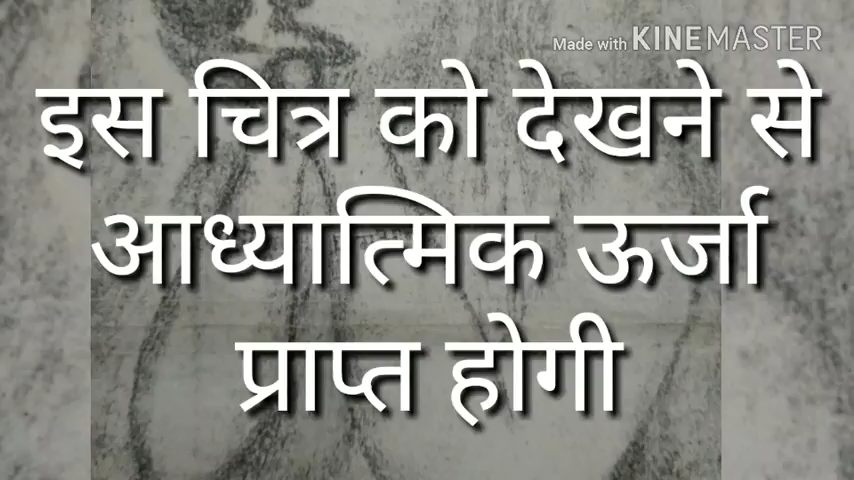 Made with KINEMASTER
इस चित्र को देखने से
आध्यात्मिक ऊर्जा
प्राप्त होगी